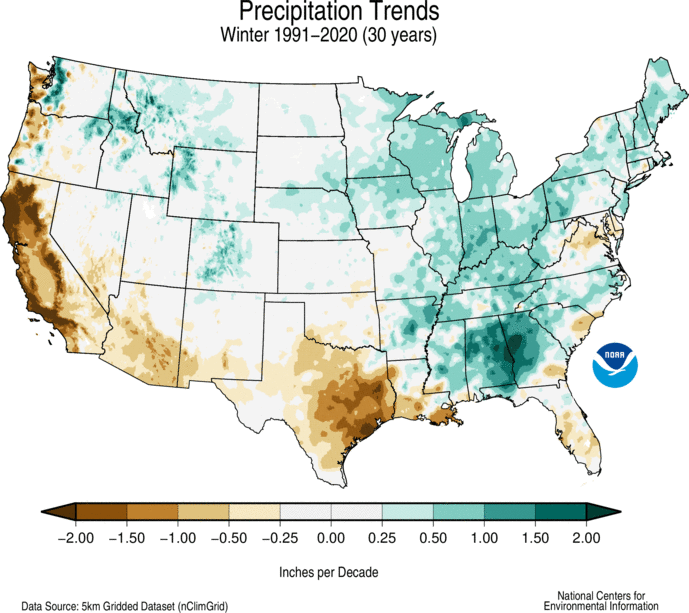 Precipitation Trends
Winter 1991–2020 (30 years)
NOAA
−2.00 −1.50 −1.00 −0.50 −0.25 0.00 0.25 0.50 1.00 1.50 2.00
Inches per Decade
Data Source: 5km Gridded Dataset (nClimGrid)
National Centers for
Environmental Information